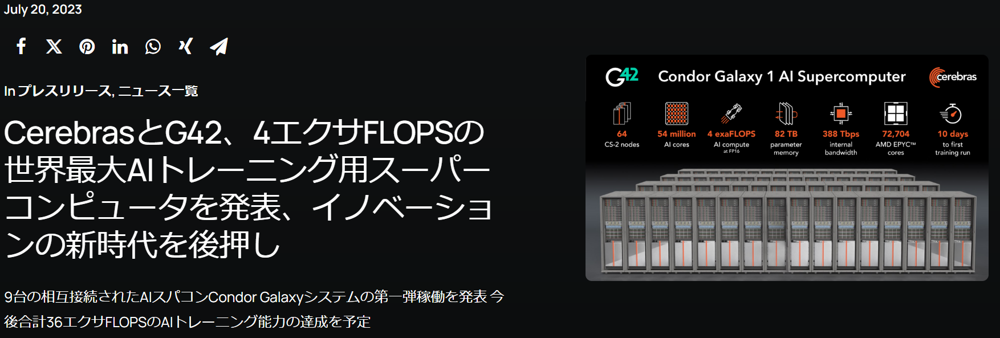 July 20, 2023
In プレスリリース, ニュース一覧
CerebrasとG42、4エクサFLOPSの
世界最大AIトレーニング用スーパー
コンピュータを発表、イノベーショ
ンの新時代を後押し
9台の相互接続されたAIスパコンCondor Galaxyシステムの第一弾稼働を発表 今
後合計36エクサFLOPSのAIトレーニング能力の達成を予定
G42
Condor Galaxy 1 AI Supercomputer
cerebras
64
CS-2 nodes
54 million
AI cores
4 exaFLOPS
AI compute
at FP16
82 TB
parameter
memory
388 Tbps
internal
bandwidth
72,704
AMD EPYC™
cores
10 days
to first
training run